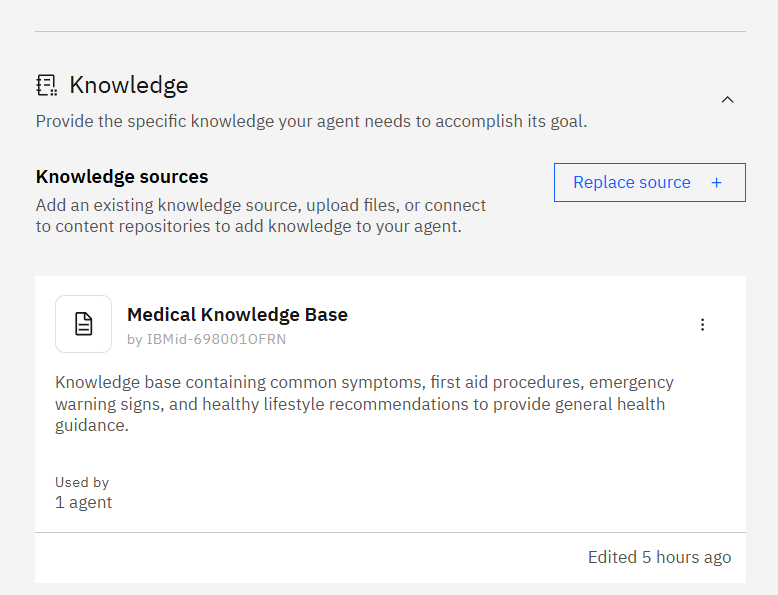 Knowledge
Provide the specific knowledge your agent needs to accomplish its goal.
Knowledge sources
Add an existing knowledge source, upload files, or connect
to content repositories to add knowledge to your agent.
Replace source +
Medical Knowledge Base
by IBMid-698001OFRN
Knowledge base containing common symptoms, first aid procedures, emergency
warning signs, and healthy lifestyle recommendations to provide general health
guidance.
Used by
1 agent
Edited 5 hours ago